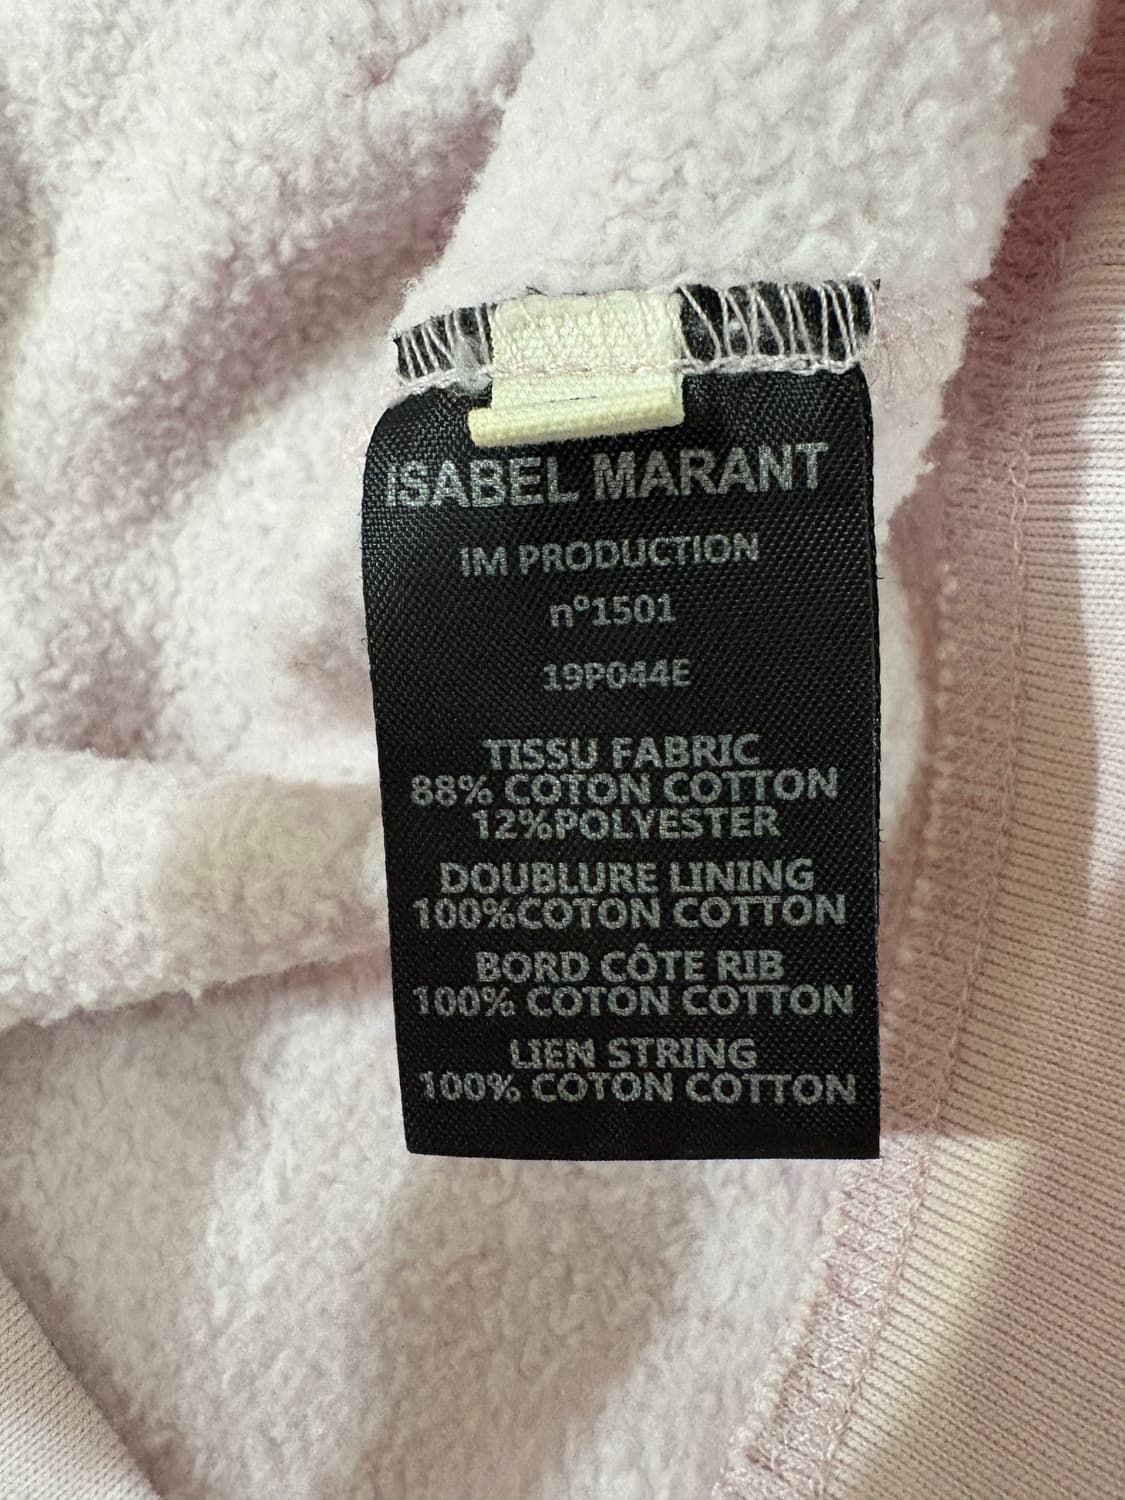 ISABEL MARANT
IM PRODUCTION
n°1501
19P044E
TISSU FABRIC
88% COTON COTTON
12%POLYESTER
DOUBLURE LINING
100%COTON COTTON
BORD CÔTE RIB
100% COTON COTTON
LIEN STRING
100% COTON COTTON